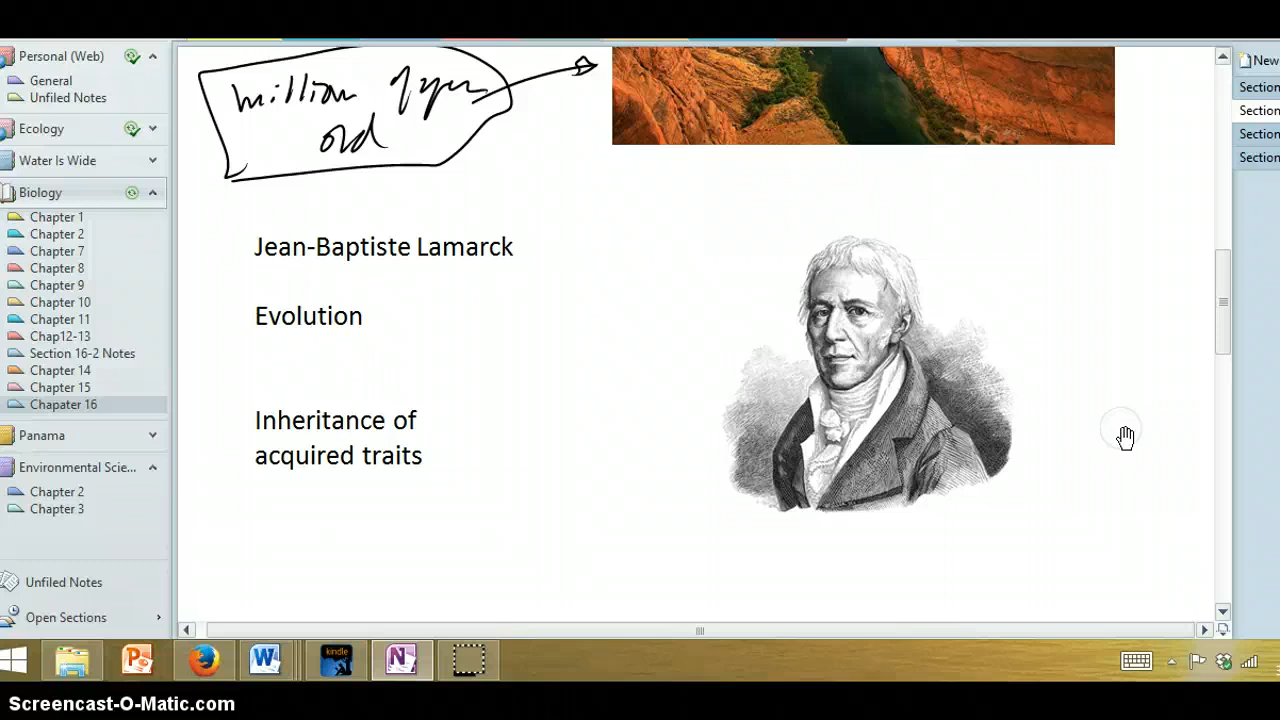 Personal (Web)
General
Unfiled Notes
Ecology
Water Is Wide
Biology
Chapter 1
Chapter 2
Chapter 7
Chapter 8
Chapter 9
Chapter 10
Chapter 11
Chap12-13
Section 16-2 Notes
Chapter 14
Chapter 15
Chapater 16
Panama
Environmental Scie...
Chapter 2
Chapter 3
Unfiled Notes
Open Sections
million of
old
Jean-Baptiste Lamarck
Evolution
Inheritance of
acquired traits
New
Section
Section
Section
Section
kindle
Screencast-O-Matic.com